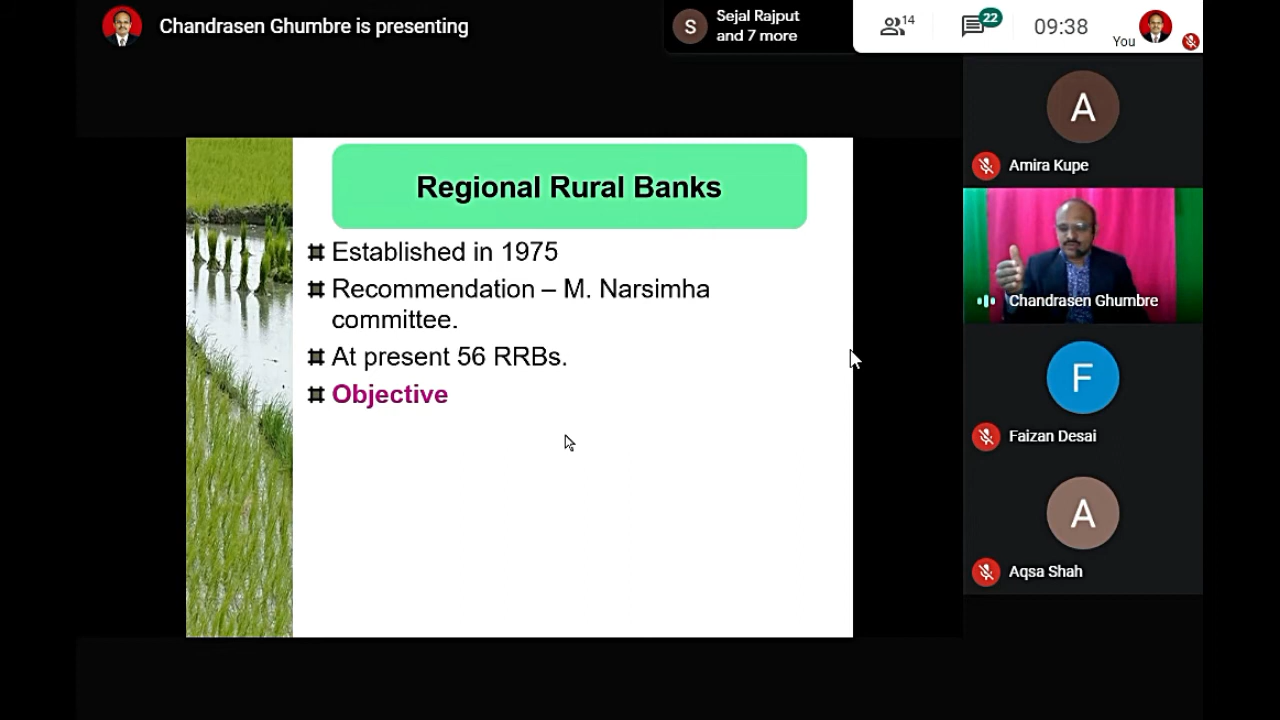 Chandrasen Ghumbre is presenting
S
Sejal Rajput
and 7 more
14
22
09:38
You
Regional Rural Banks
Established in 1975
Recommendation – M. Narsimha
committee.
At present 56 RRBs.
Objective
A
Amira Kupe
Chandrasen Ghumbre
F
Faizan Desai
A
Aqsa Shah